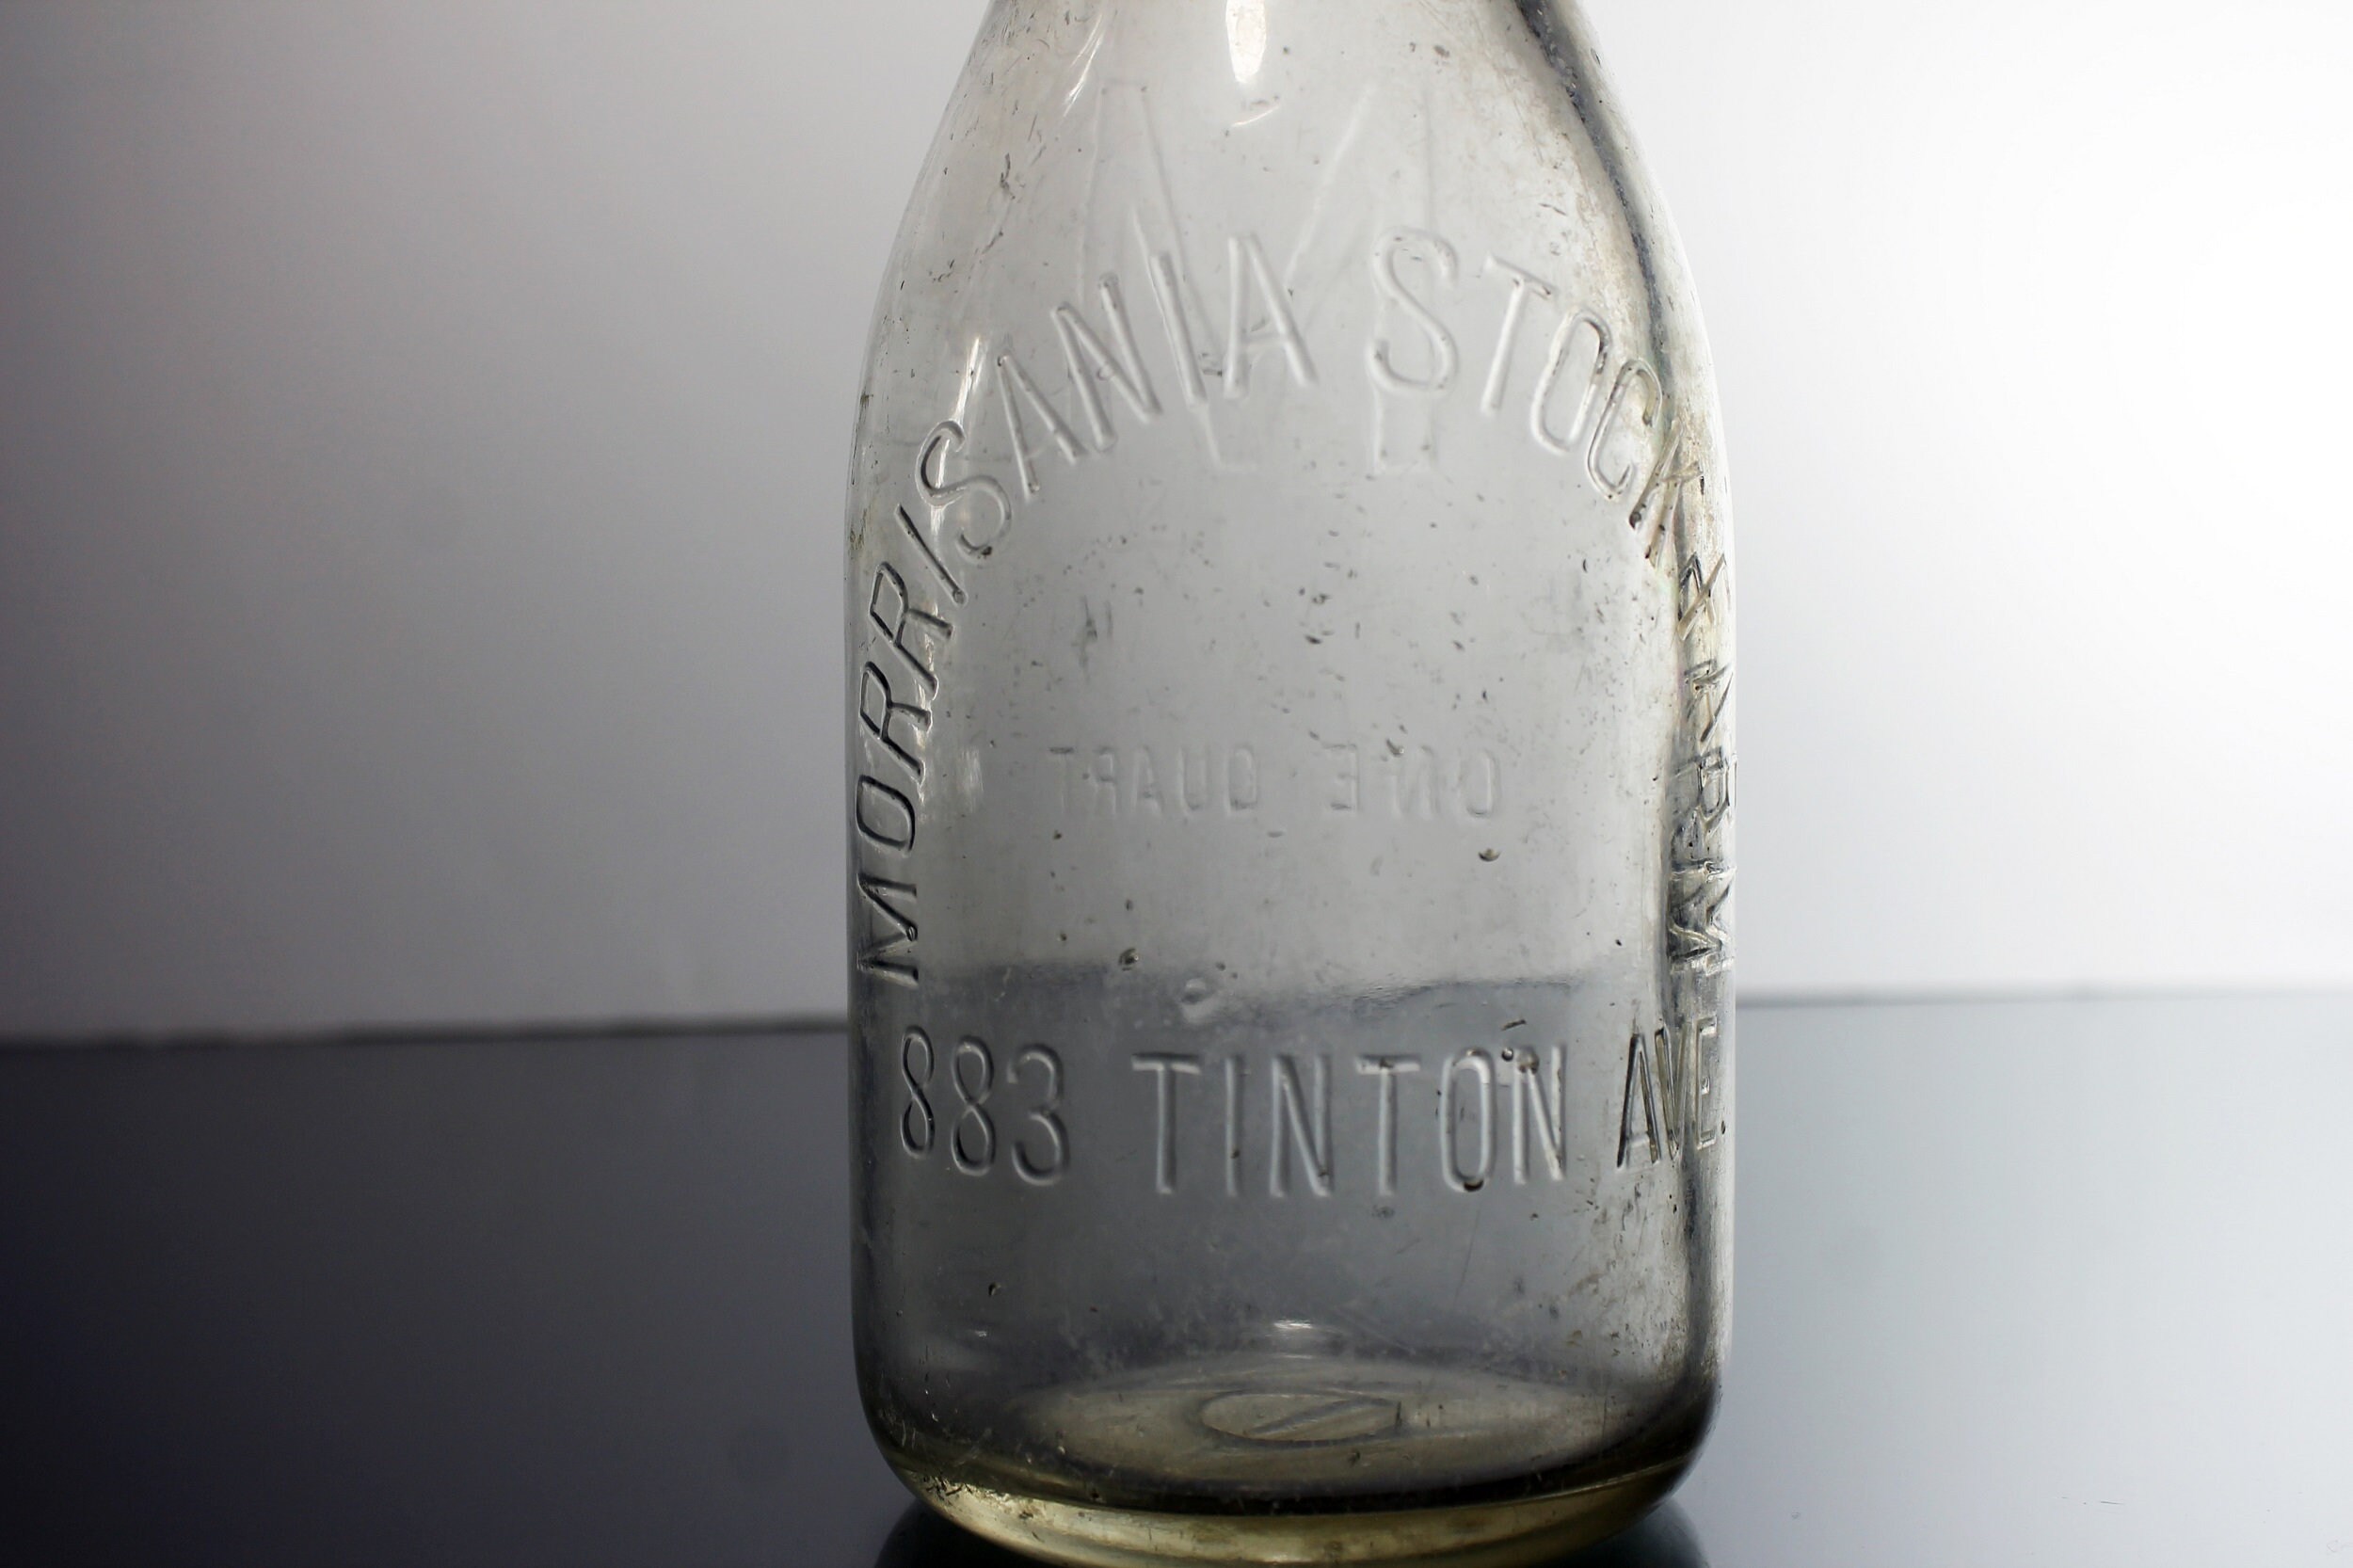 MORRISANIA STOCK FARM
883 TINTON AVE.
ONE QUART